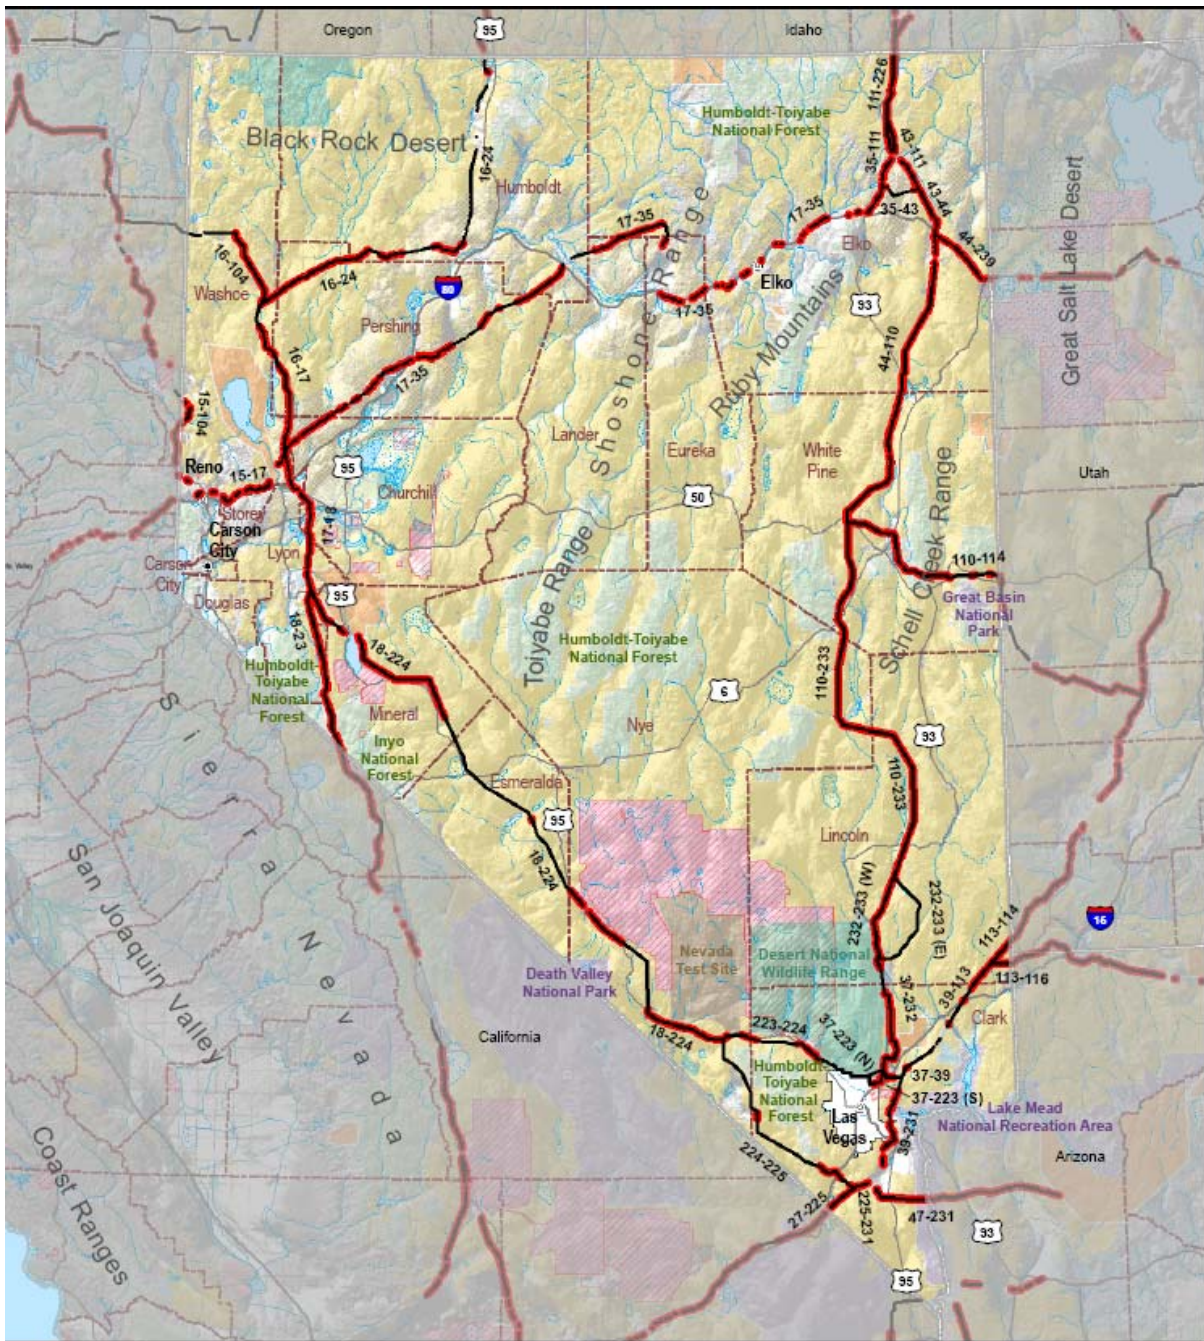 Oregon
95
Idaho
111-226
Humboldt-Toiyabe
National Forest
Black Rock Desert
16-24
35-111
43-111
Humboldt
43-44
35-43
17-35
17-35
Elko
44-239
Great Salt Lake Desert
16-104
Washoe
16-24
80
Elko
93
17-35
Pershing
Ruby Mountains
44-110
16-17
17-35
15-104
Lander
Shoshone Range
Eureka
White
Pine
Reno
15-17
95
Churchill
50
Utah
Storey
Carson
City
17-18
Lyon
Schell Creek Range
110-114
Carson
City
Douglas
95
Great Basin
National
Park
18-23
Toiyabe Range
Humboldt-Toiyabe
National Forest
Humboldt-
Toiyabe
National
Forest
18-224
110-233
6
Mineral
Nye
93
Inyo
National
Forest
Sierra Nevada
Esmeralda
110-233
95
Lincoln
San Joaquin Valley
18-224
232-233 (W)
232-233 (E)
15
113-114
Nevada
Test Site
Desert National
Wildlife Range
Death Valley
National Park
113-116
39-113
37-232
Clark
California
18-224
223-224
37-223 (N)
Humboldt-
Toiyabe
National
Forest
37-39
37-223 (S)
Las
Vegas
Lake Mead
National Recreation Area
39-231
Arizona
Coast Ranges
224-225
27-225
225-231
47-231
93
95